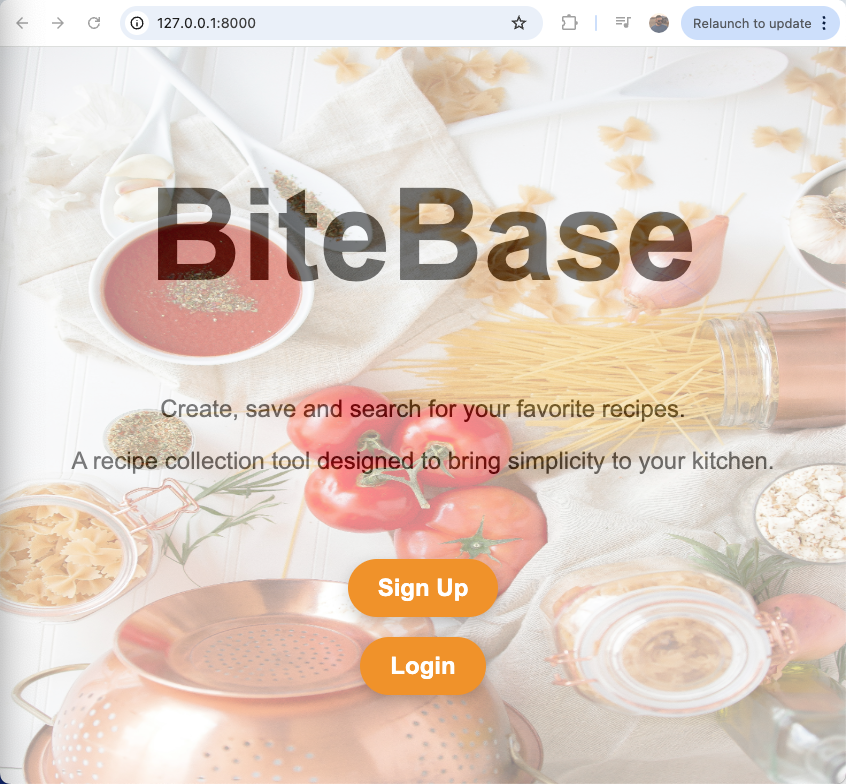 127.0.0.1:8000
Relaunch to update
BiteBase
Create, save and search for your favorite recipes.
A recipe collection tool designed to bring simplicity to your kitchen.
Sign Up
Login